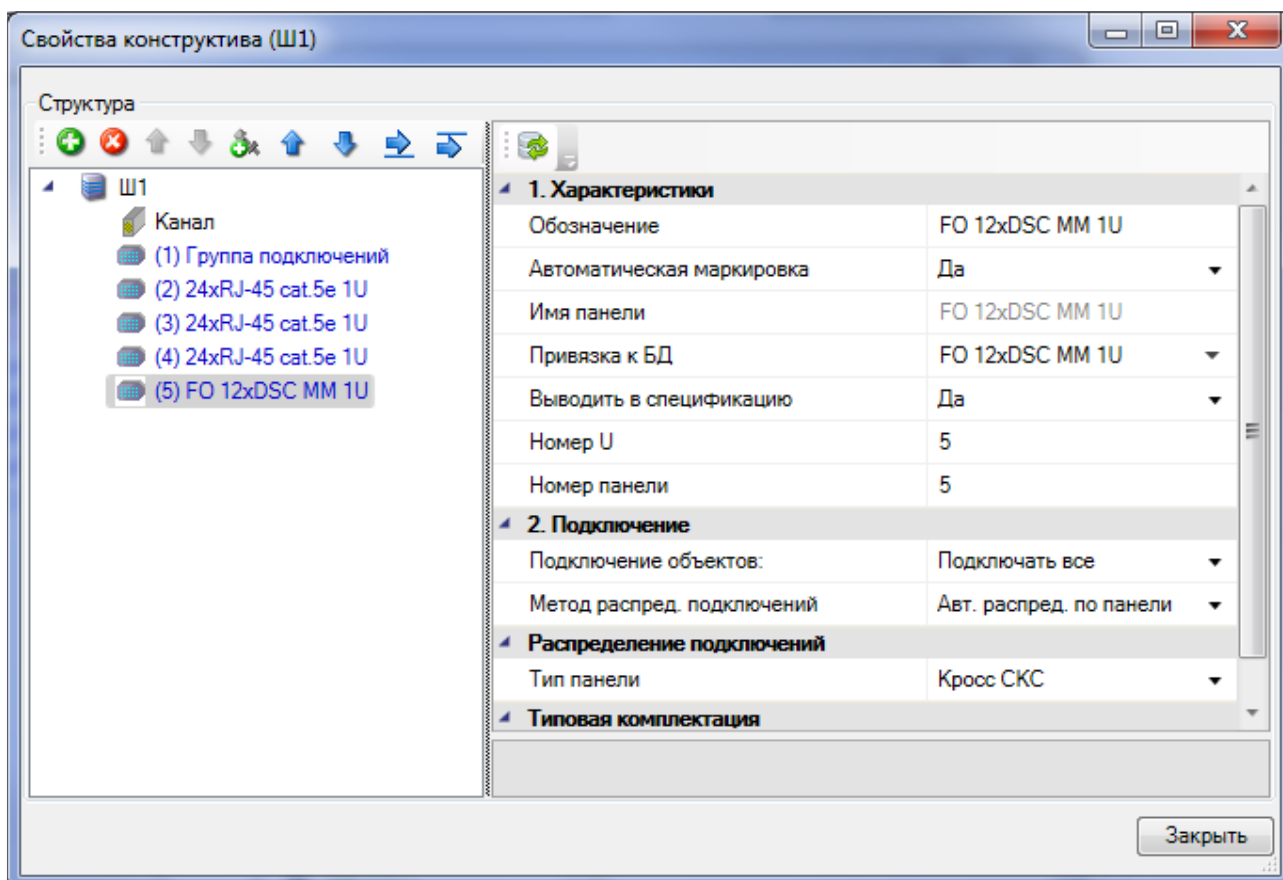 Свойства конструктива (Ш1)
Структура
Ш1
Канал
(1) Группа подключений
(2) 24xRJ-45 cat.5e 1U
(3) 24xRJ-45 cat.5e 1U
(4) 24xRJ-45 cat.5e 1U
(5) FO 12xDSC MM 1U
1. Характеристики
Обозначение FO 12xDSC MM 1U
Автоматическая маркировка Да
Имя панели FO 12xDSC MM 1U
Привязка к БД FO 12xDSC MM 1U
Выводить в спецификацию Да
Номер U 5
Номер панели 5
2. Подключение
Подключение объектов: Подключать все
Метод распред. подключений Авт. распред. по панели
Распределение подключений
Тип панели Кросс СКС
Типовая комплектация
Закрыть